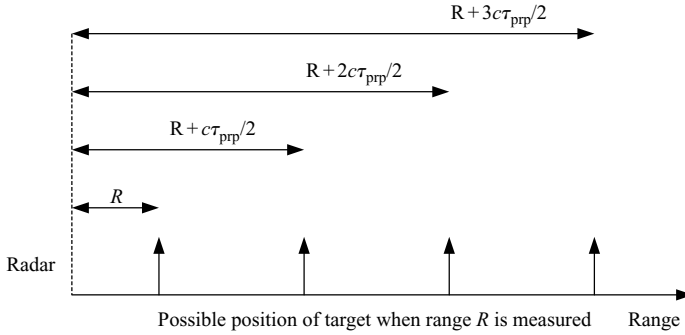 R + 3cτprp/2
R + 2cτprp/2
R + cτprp/2
R
Radar
Possible position of target when range R is measured
Range